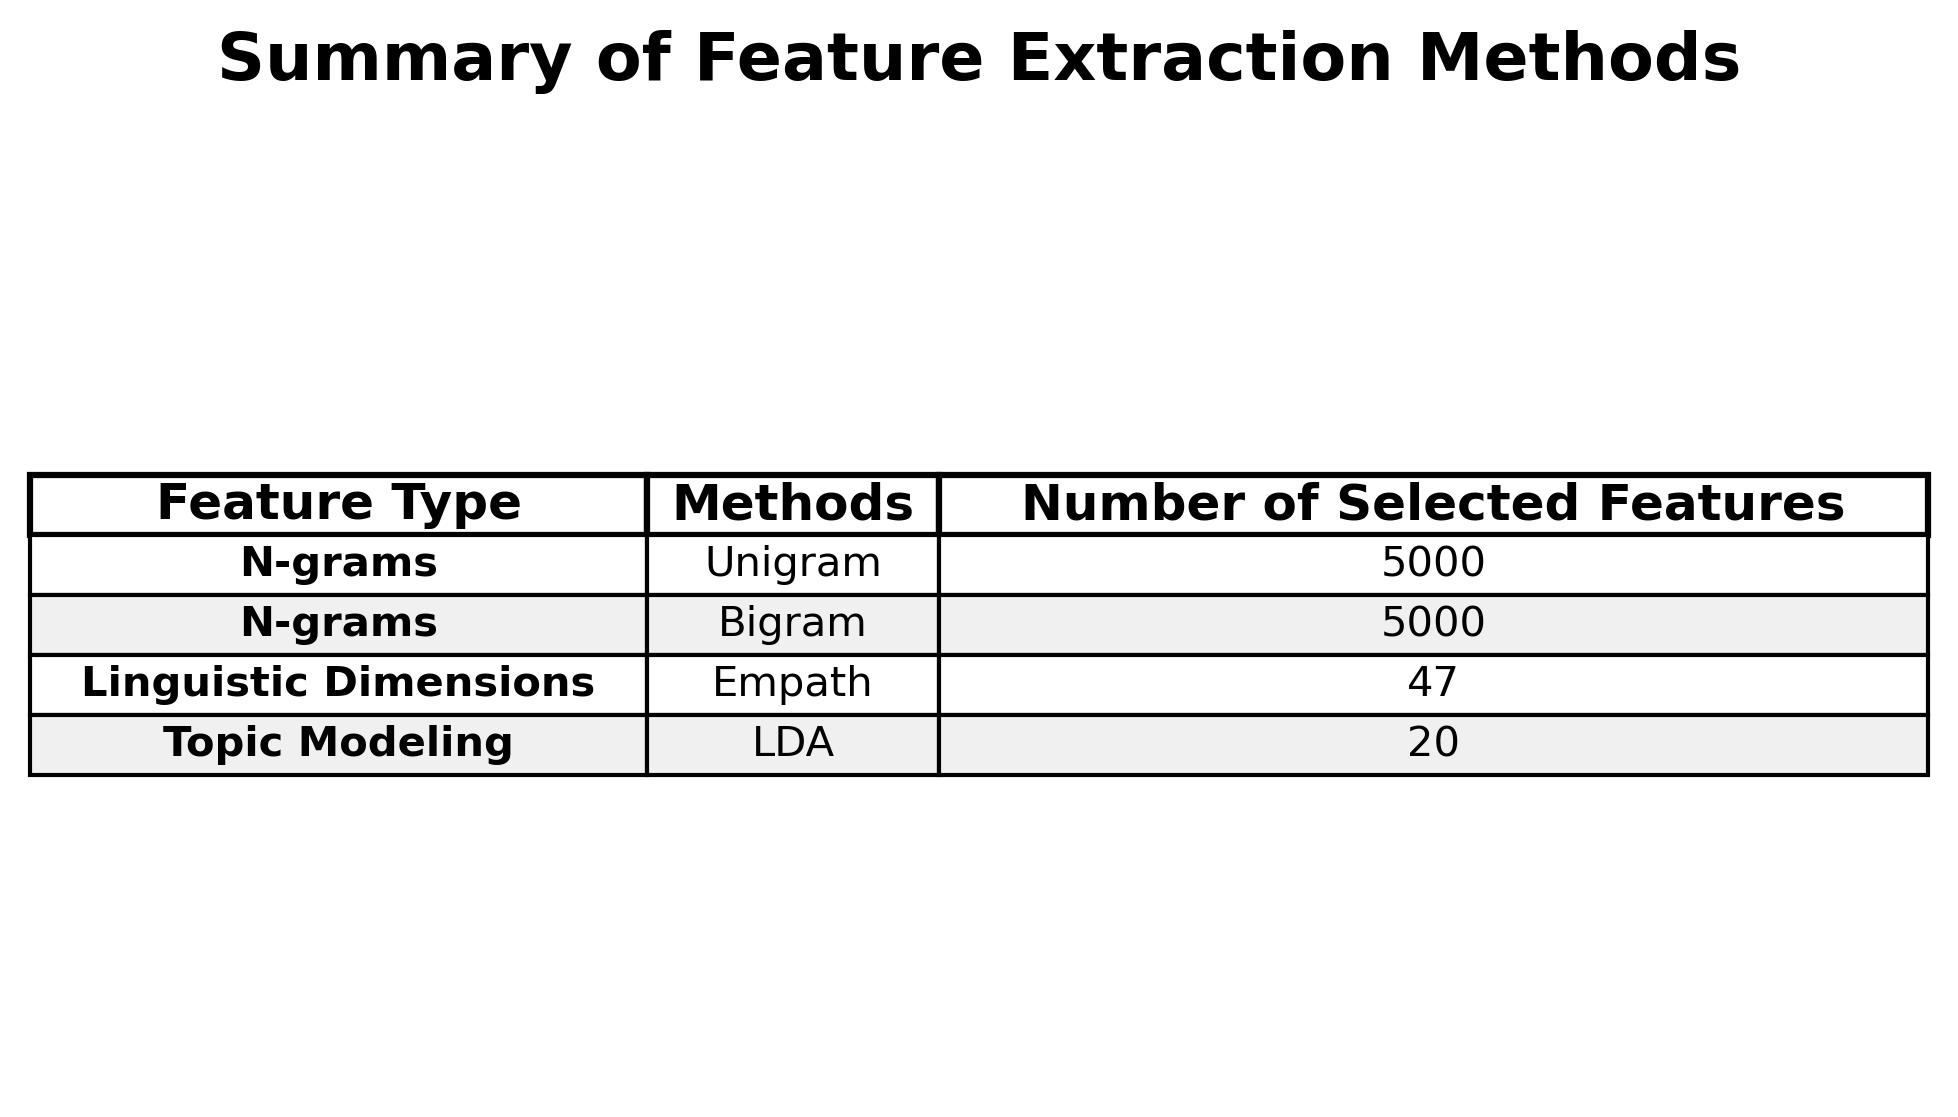 Summary of Feature Extraction Methods
Feature Type Methods Number of Selected Features
N-grams Unigram 5000
N-grams Bigram 5000
Linguistic Dimensions Empath 47
Topic Modeling LDA 20